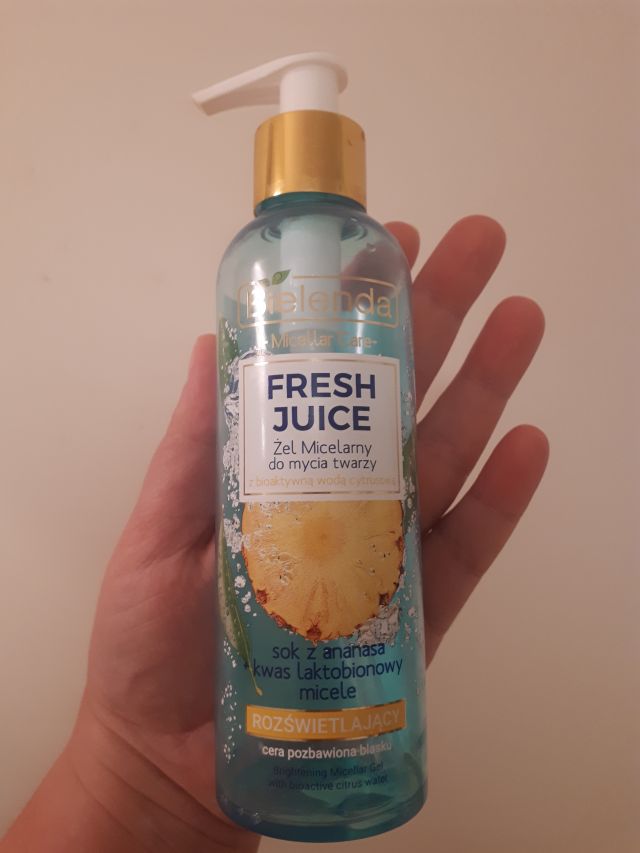 Bielenda
Micellar Care
FRESH
JUICE
Żel Micelarny
do mycia twarzy
z bioaktywną wodą cytrusową
sok z ananasa
+ kwas laktobionowy
micele
ROZŚWIETLAJĄCY
cera pozbawiona blasku
Brightening Micellar Gel
with bioactive citrus water